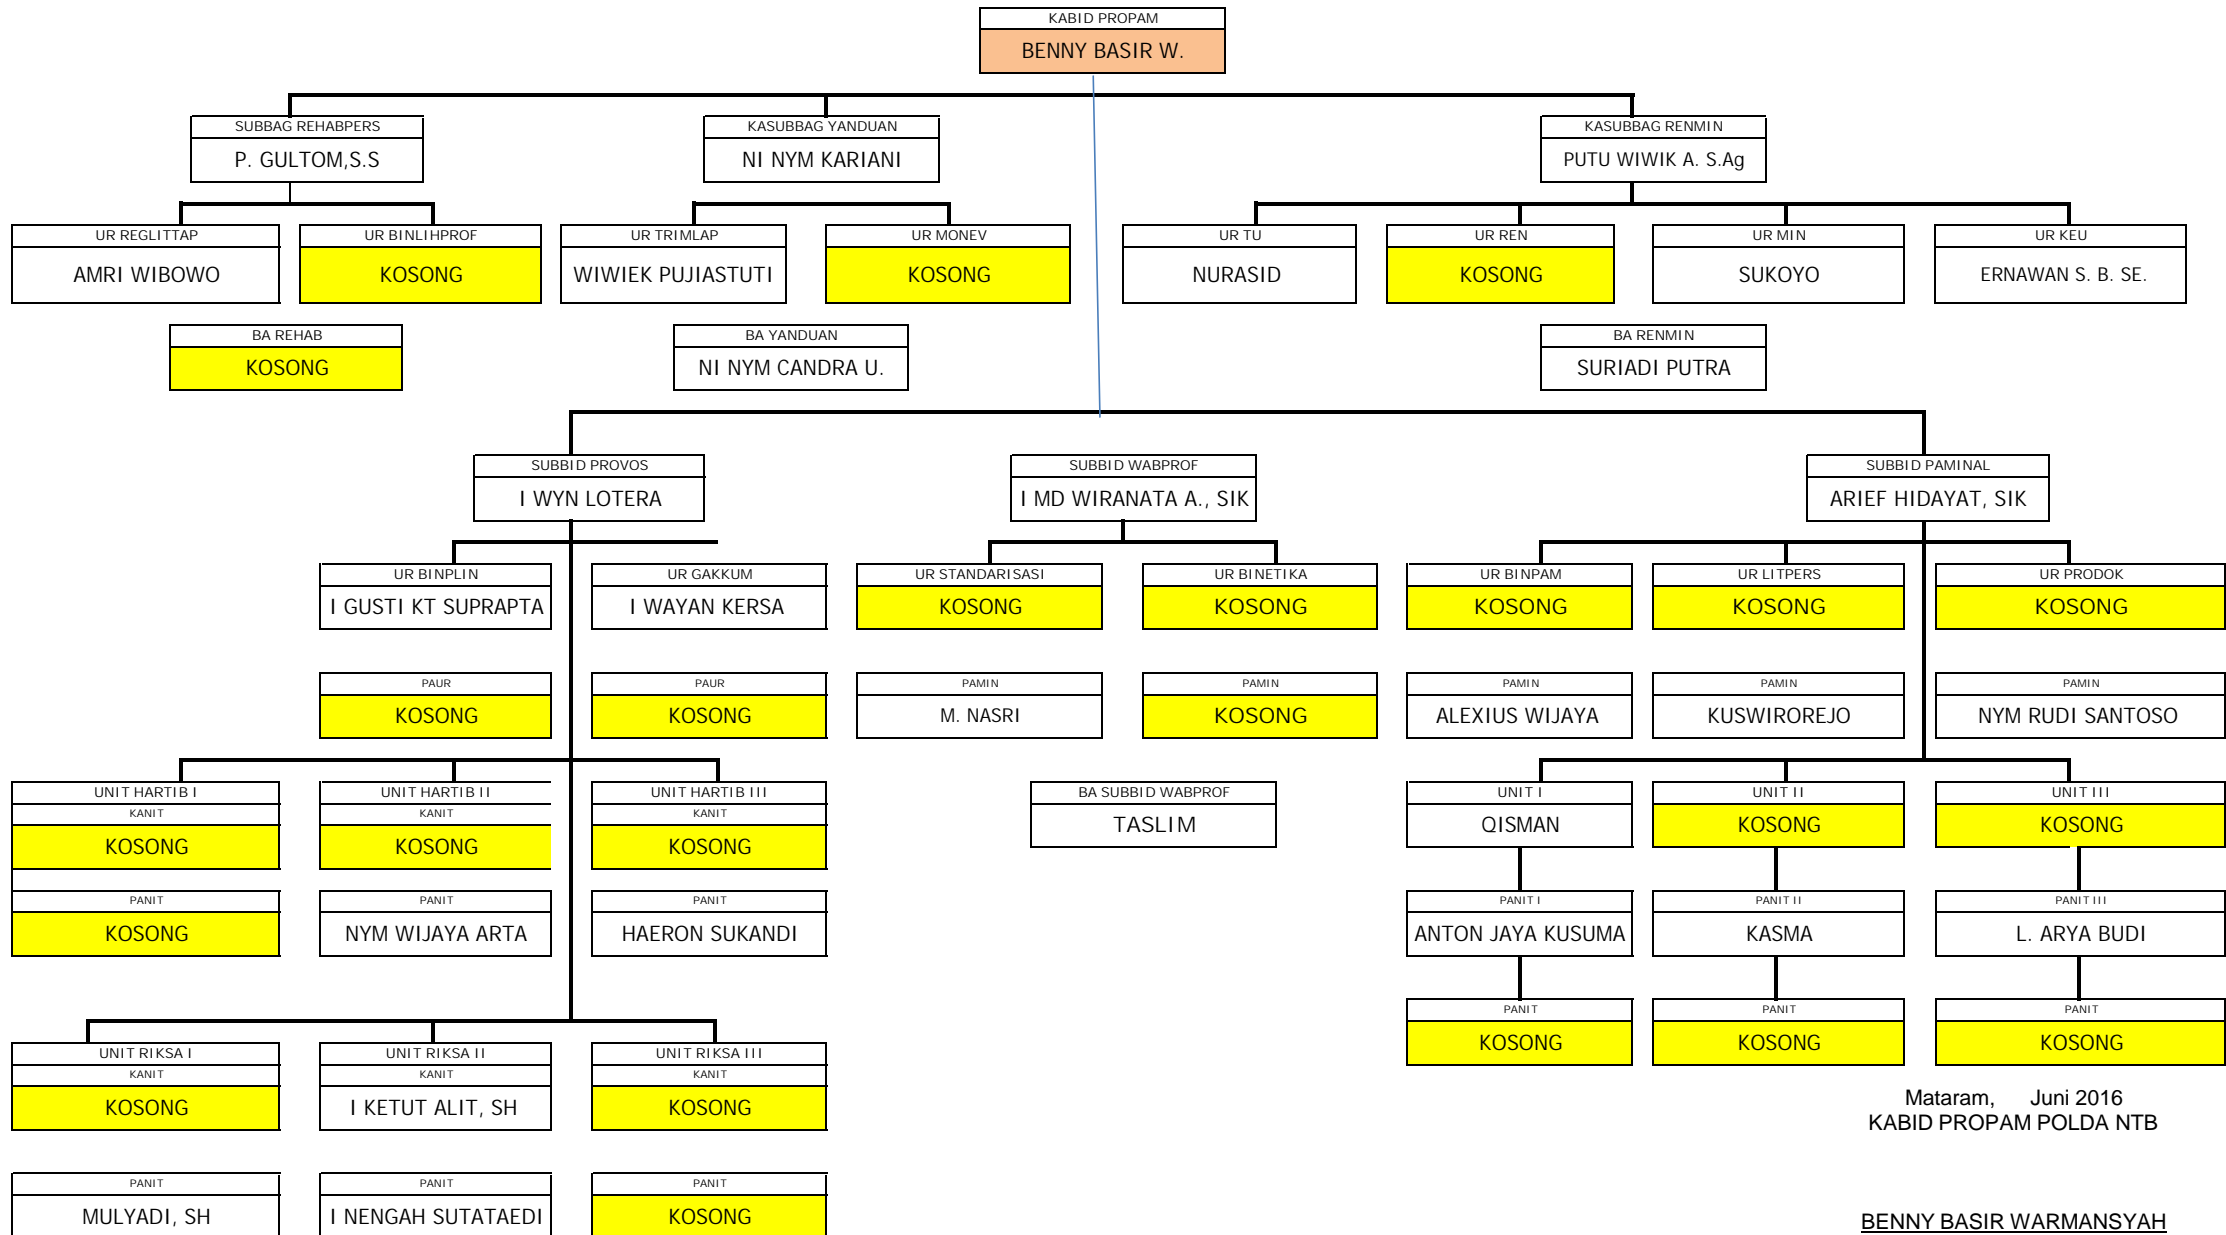 KABID PROPAM
BENNY BASIR W.
SUBBAG REHABPERS
P. GULTOM,S.S
KASUBBAG YANDUAN
NI NYM KARIANI
KASUBBAG RENMIN
PUTU WIWIK A. S.Ag
UR REGLITTAP
AMRI WIBOWO
UR BINLIHPROF
KOSONG
UR TRIMLAP
WIWIEK PUJIASTUTI
UR MONEV
KOSONG
UR TU
NURASID
UR REN
KOSONG
UR MIN
SUKOYO
UR KEU
ERNAWAN S. B. SE.
BA REHAB
KOSONG
BA YANDUAN
NI NYM CANDRA U.
BA RENMIN
SURIADI PUTRA
SUBBID PROVOS
I WYN LOTERA
SUBBID WABPROF
I MD WIRANATA A., SIK
SUBBID PAMINAL
ARIEF HIDAYAT, SIK
UR BINPLIN
I GUSTI KT SUPRAPTA
UR GAKKUM
I WAYAN KERSA
UR STANDARISASI
KOSONG
UR BINETIKA
KOSONG
UR BINPAM
KOSONG
UR LITPERS
KOSONG
UR PRODOK
KOSONG
PAUR
KOSONG
PAUR
KOSONG
PAMIN
M. NASRI
PAMIN
KOSONG
PAMIN
ALEXIUS WIJAYA
PAMIN
KUSWIROREJO
PAMIN
NYM RUDI SANTOSO
UNIT HARTIB I
KANIT
KOSONG
UNIT HARTIB II
KANIT
KOSONG
UNIT HARTIB III
KANIT
KOSONG
BA SUBBID WABPROF
TASLIM
UNIT I
QISMAN
UNIT II
KOSONG
UNIT III
KOSONG
PANIT
KOSONG
PANIT
NYM WIJAYA ARTA
PANIT
HAERON SUKANDI
PANIT I
ANTON JAYA KUSUMA
PANIT II
KASMA
PANIT III
L. ARYA BUDI
PANIT
KOSONG
PANIT
KOSONG
PANIT
KOSONG
UNIT RIKSA I
KANIT
KOSONG
UNIT RIKSA II
KANIT
I KETUT ALIT, SH
UNIT RIKSA III
KANIT
KOSONG
PANIT
MULYADI, SH
PANIT
I NENGAH SUTATAEDI
PANIT
KOSONG
Mataram, Juni 2016
KABID PROPAM POLDA NTB
BENNY BASIR WARMANSYAH